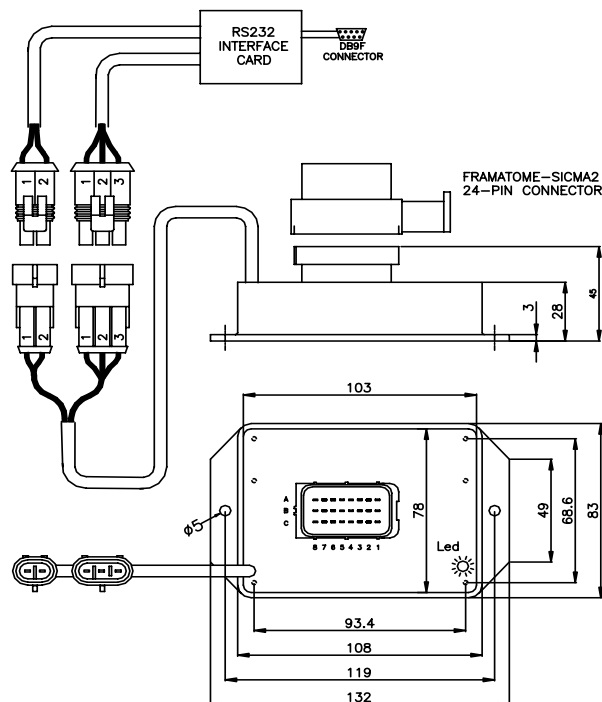 RS232
INTERFACE
CARD
DB9F
CONNECTOR
1 2
1 2 3
FRAMATOME-SICMA2
24-PIN CONNECTOR
1 2
1 2 3
3
28
45
103
A
B
C
8 7 6 5 4 3 2 1
78
49
68.6
83
Ø5
Led
93.4
108
119
132